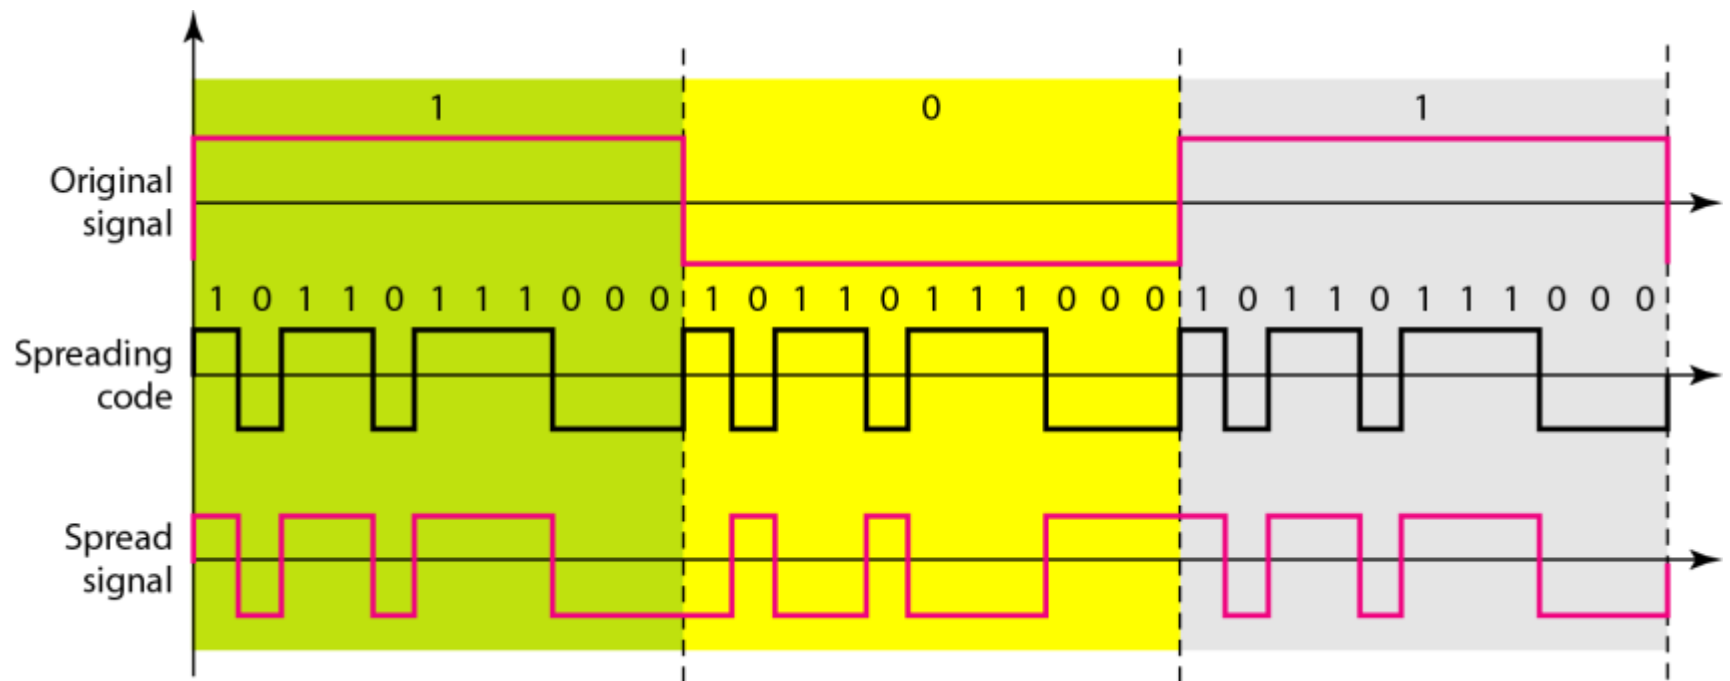 1 0 1
Original
signal
1 0 1 1 0 1 1 1 0 0 0 1 0 1 1 0 1 1 1 0 0 0 1 0 1 1 0 1 1 1 0 0 0
Spreading
code
Spread
signal